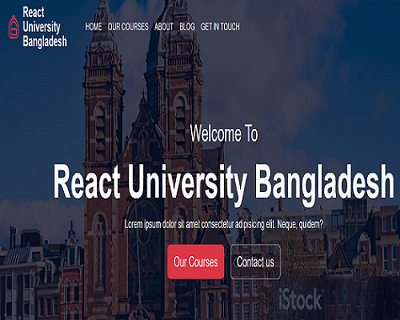 React
University
Bangladesh
HOME OUR COURSES ABOUT BLOG GET IN TOUCH
Welcome To
React University Bangladesh
Lorem ipsum dolor sit amet consectetur adipisicing elit. Neque, quidem?
Our Courses Contact us
iStock